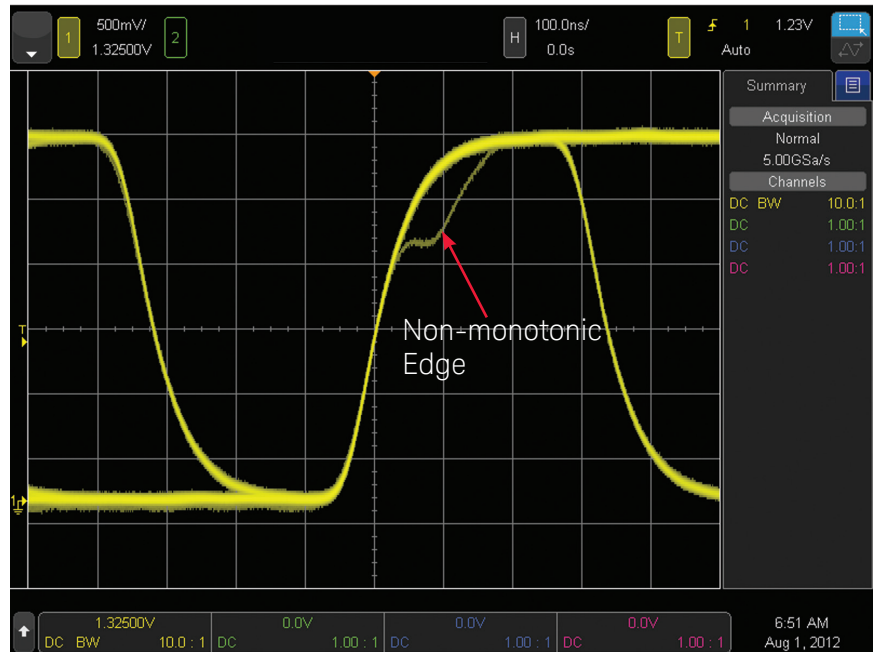 1 500mV/ 2 H 100.0ns/ T 1 1.23V
1.32500V 0.0s Auto
Summary
Acquisition
Normal
5.00GSa/s
Channels
DC BW 10.0:1
DC 1.00:1
DC 1.00:1
DC 1.00:1
T
Non-monotonic
Edge
1
1.32500V 0.0V 0.0V 0.0V 6:51 AM
DC BW 10.0 : 1 DC 1.00 : 1 DC 1.00 : 1 DC 1.00 : 1 Aug 1, 2012